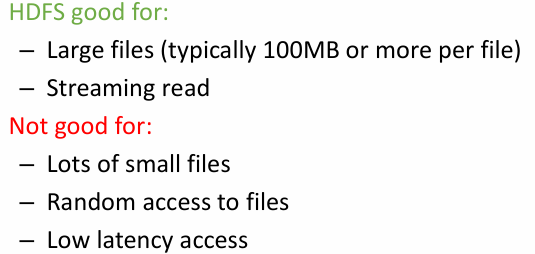 HDFS good for:
– Large files (typically 100MB or more per file)
– Streaming read
Not good for:
– Lots of small files
– Random access to files
– Low latency access